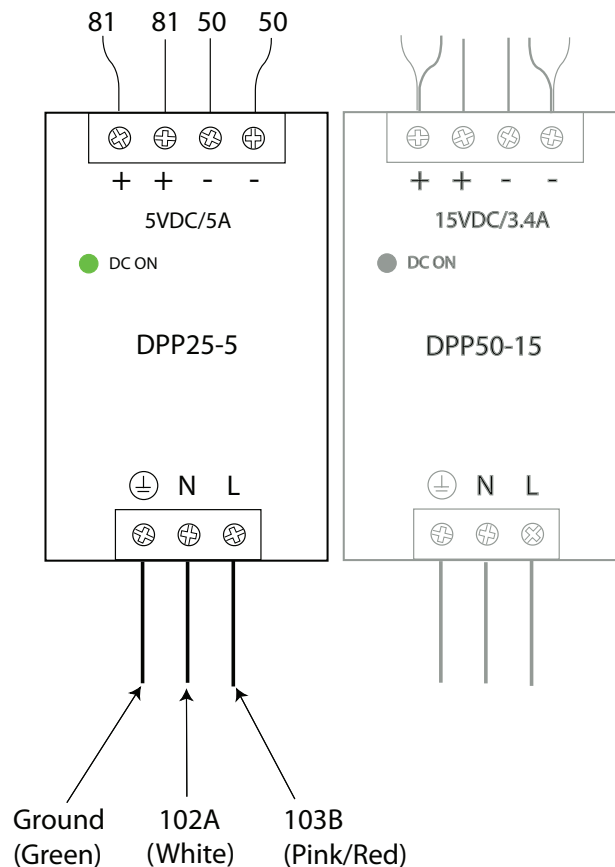 81 81 50 50
+ + - -
5VDC/5A
DC ON
DPP25-5
N L
+ + - -
15VDC/3.4A
DC ON
DPP50-15
N L
Ground
(Green)
102A
(White)
103B
(Pink/Red)